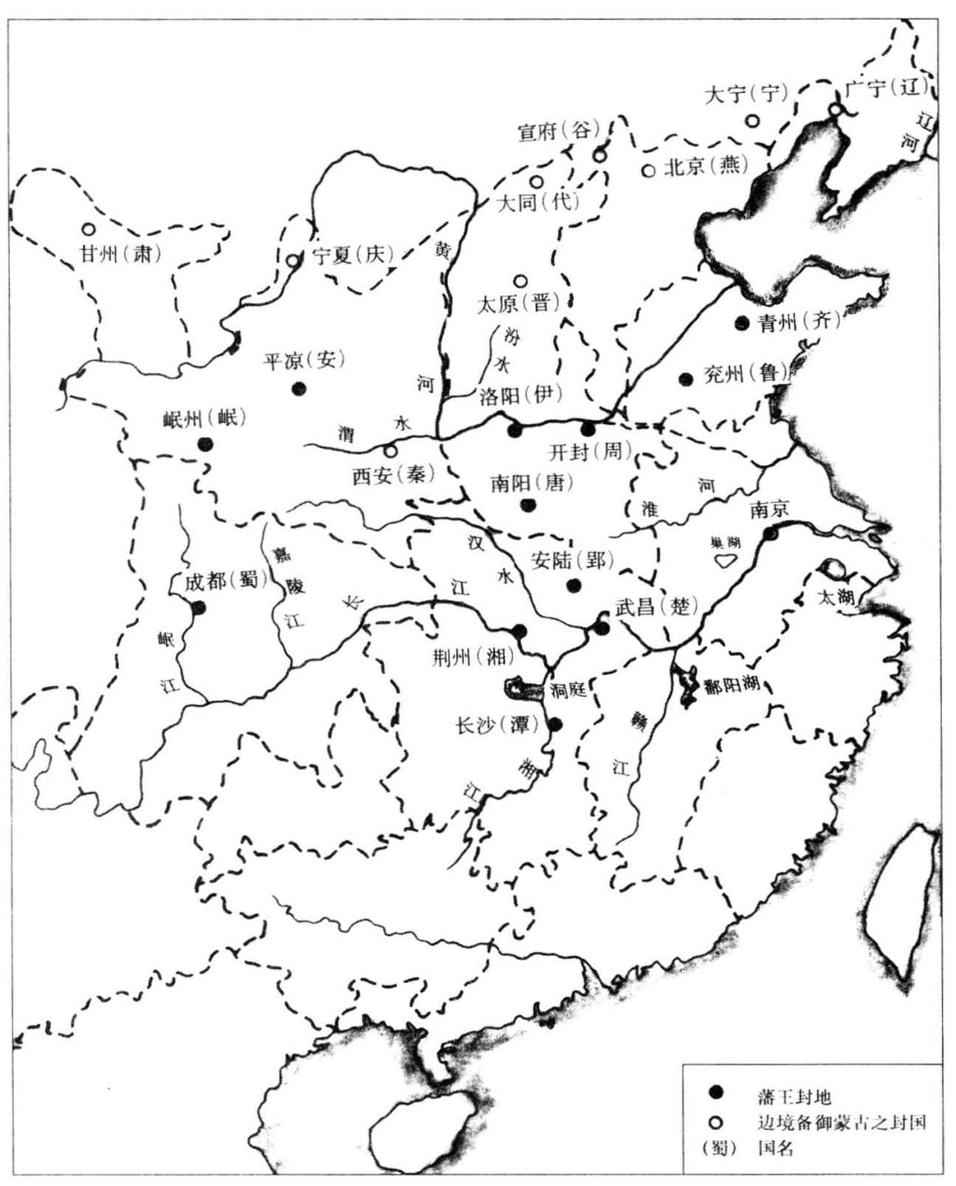 大宁(宁)
广宁(辽)
辽河
宣府(谷)
北京(燕)
大同(代)
甘州(肃)
宁夏(庆)
黄河
太原(晋)
汾水
青州(齐)
平凉(安)
兖州(鲁)
洛阳(伊)
岷州(岷)
渭水
开封(周)
西安(秦)
南阳(唐)
淮河
南京
汉水
巢湖
安陆(郢)
嘉陵江
成都(蜀)
长江
太湖
武昌(楚)
岷江
荆州(湘)
洞庭
鄱阳湖
长沙(潭)
赣江
湘江
藩王封地
边境备御蒙古之封国
(蜀) 国名